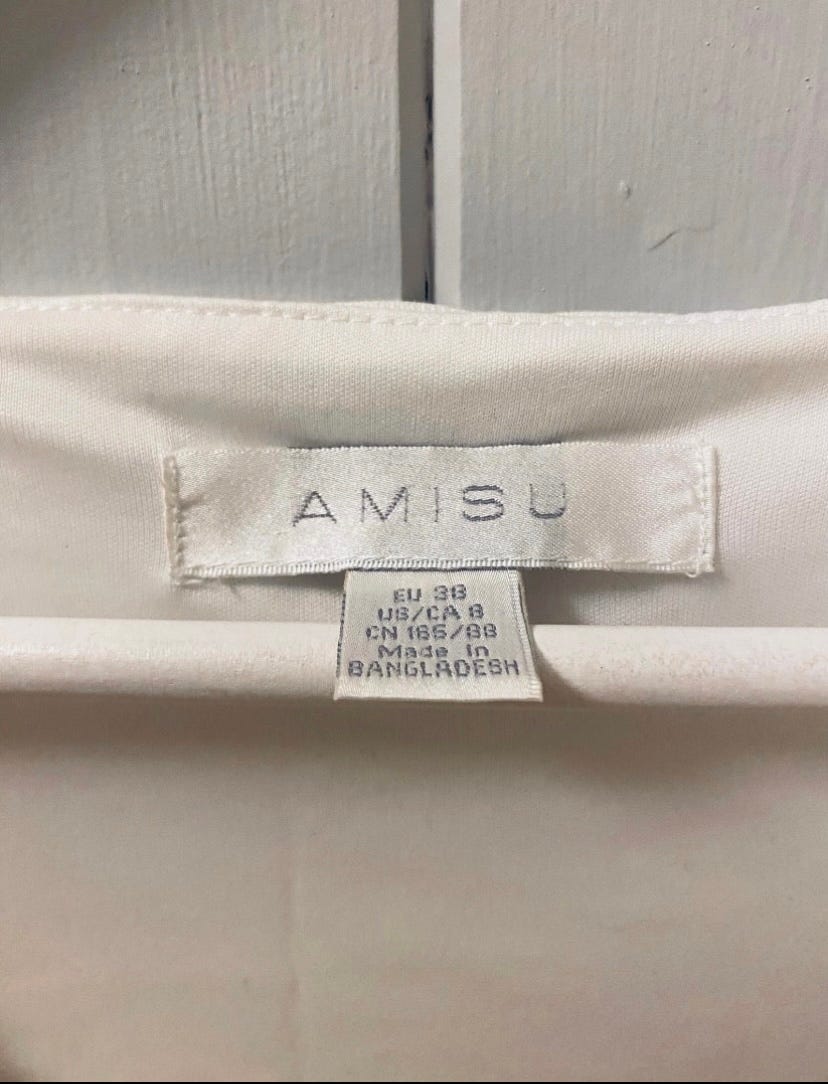 AMISU
EU 38
US/CA 8
CN 165/88
Made in
BANGLADESH